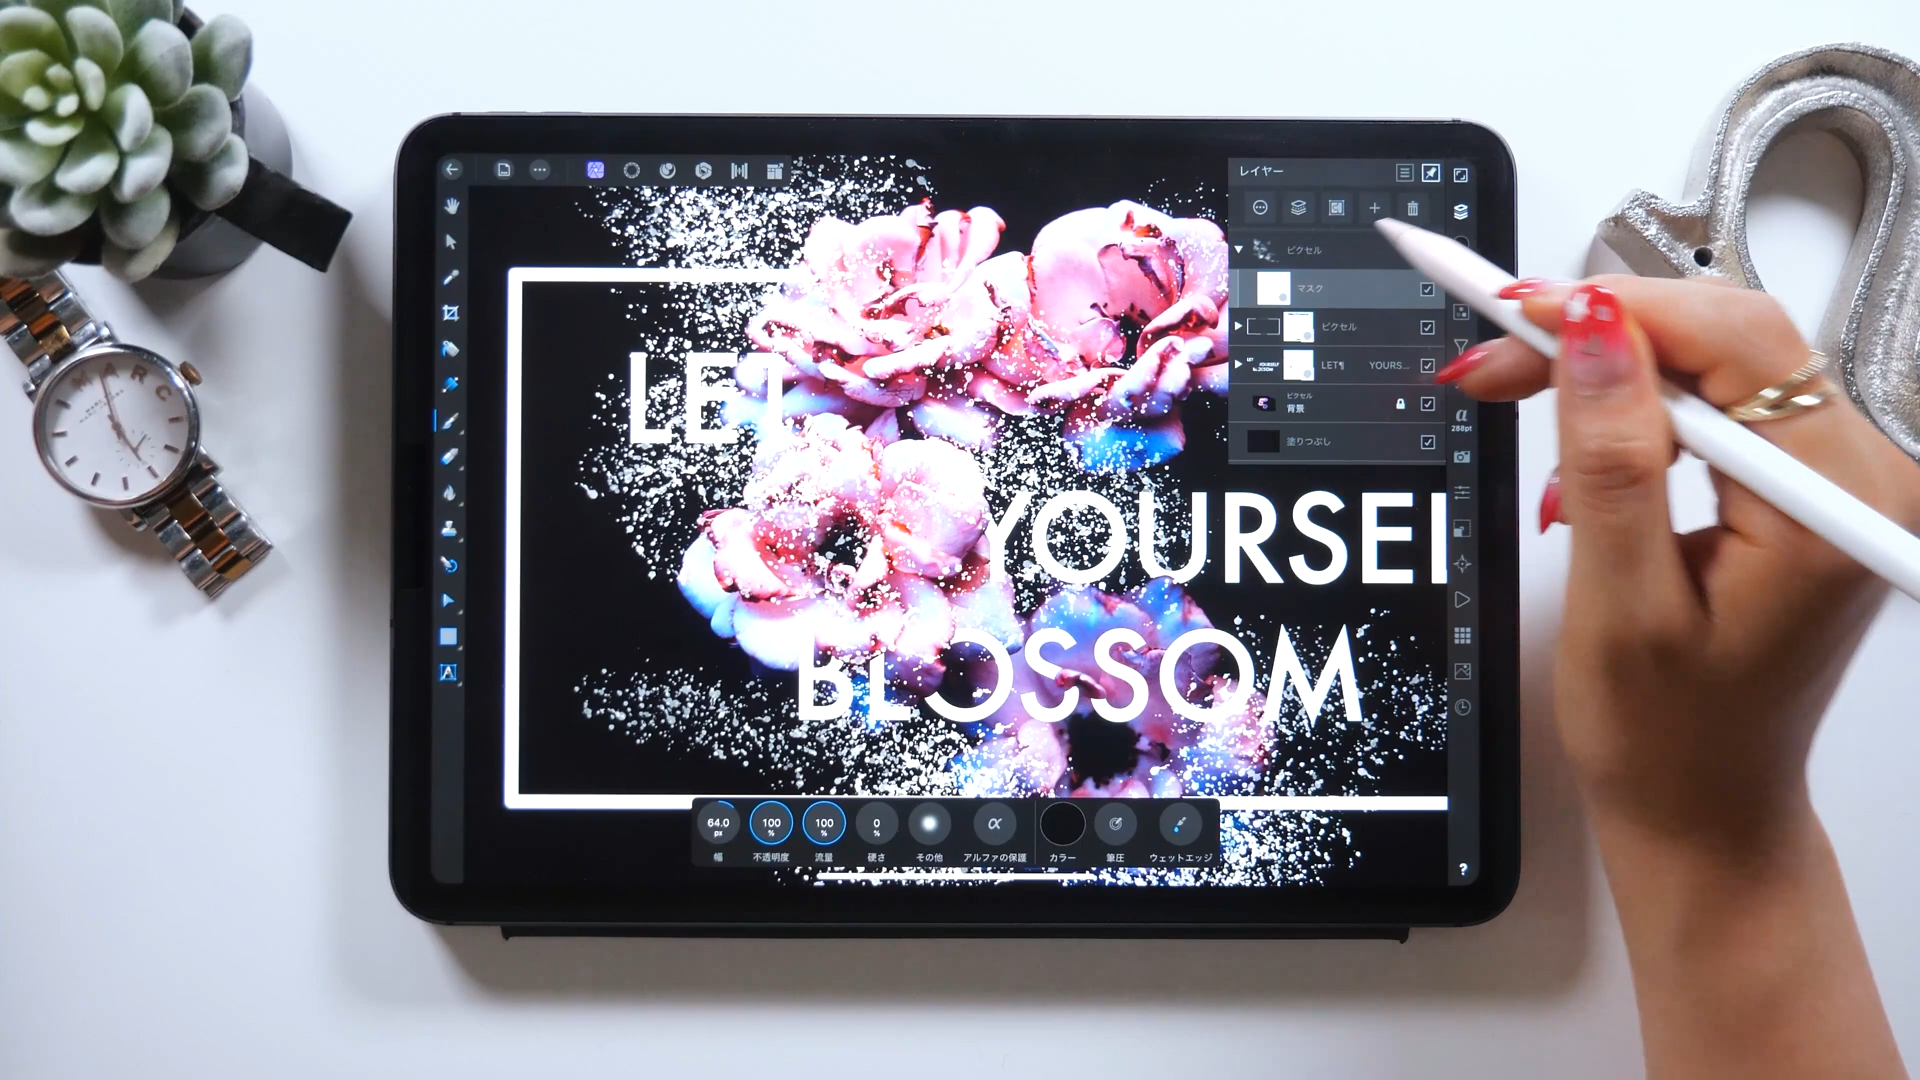 レイヤー
ピクセル
マスク
ピクセル
LET¶ YOURS...
ピクセル
背景
塗りつぶし
288pt
LET
YOURSEL
BLOSSOM
64.0
px
100
%
100
%
0
%
幅
不透明度
流量
硬さ
その他
アルファの保護
カラー
筆圧
ウェットエッジ
?
MARC